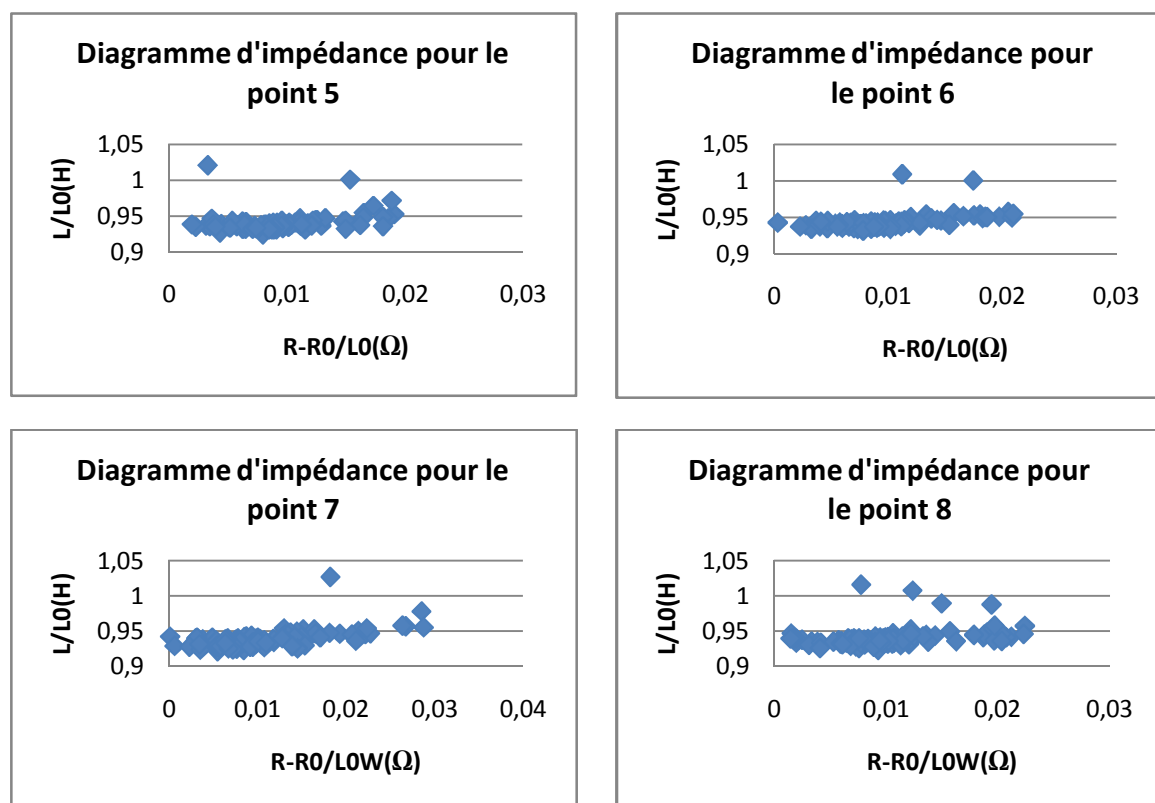 Diagramme d'impédance pour le
point 5
L/L0(H)
1,05
1
0,95
0,9
0 0,01 0,02 0,03
R-R0/L0(Ω)
Diagramme d'impédance pour
le point 6
L/L0(H)
1,05
1
0,95
0,9
0 0,01 0,02 0,03
R-R0/L0(Ω)
Diagramme d'impédance pour le
point 7
L/L0(H)
1,05
1
0,95
0,9
0 0,01 0,02 0,03 0,04
R-R0/L0W(Ω)
Diagramme d'impédance pour
le point 8
L/L0(H)
1,05
1
0,95
0,9
0 0,01 0,02 0,03
R-R0/L0W(Ω)